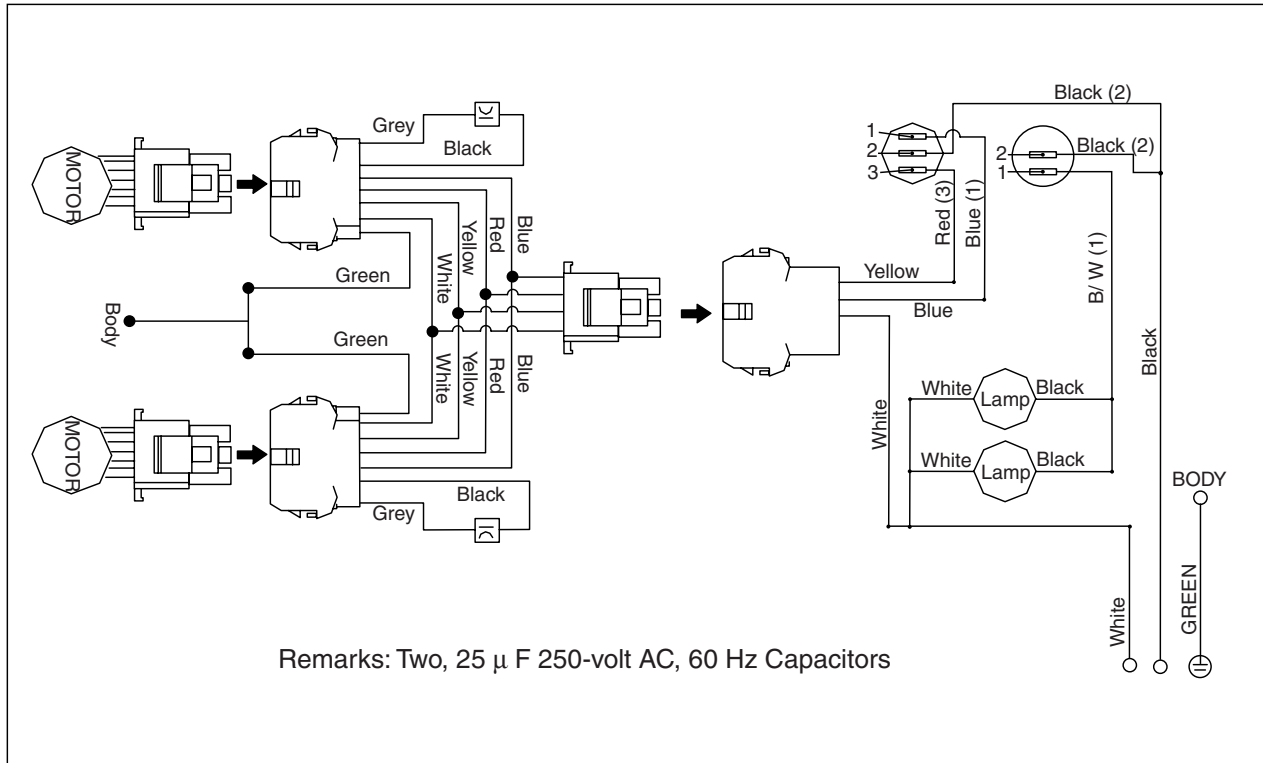 Black (2)
Grey
Black
1
2
3
2
1
Black (2)
MOTOR
Red (3)
Blue (1)
Blue
Red
Yellow
White
Green
Yellow
Blue
B/ W (1)
Body
Green
White
Yellow
Red
Blue
Black
White
Lamp
Black
MOTOR
White
White
Lamp
Black
Black
Grey
BODY
GREEN
White
Remarks: Two, 25 μ F 250-volt AC, 60 Hz Capacitors